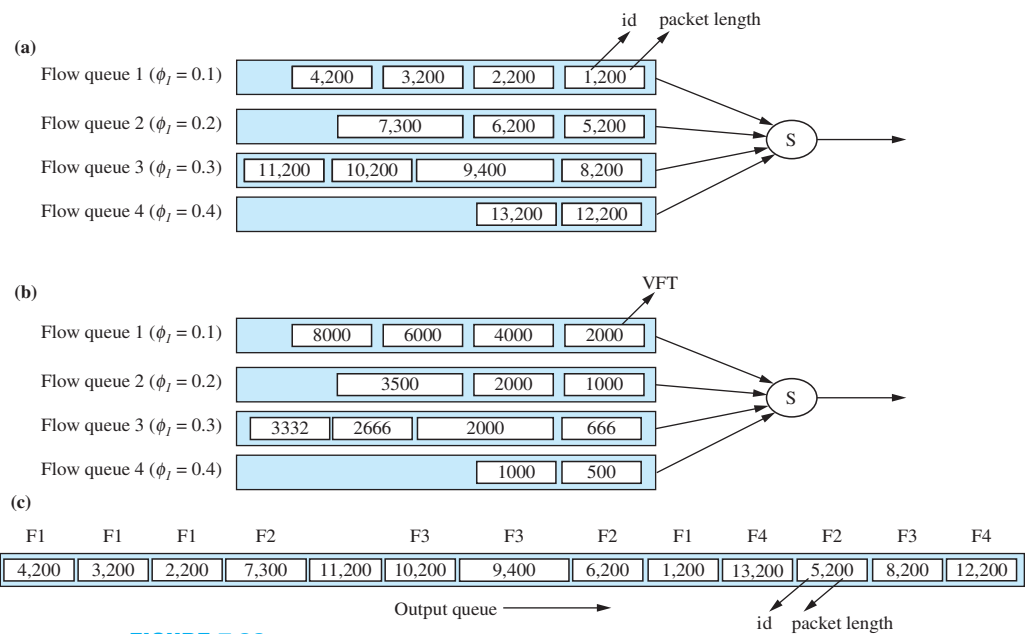 id packet length
(a)
Flow queue 1 (ϕ1 = 0.1) 4,200 3,200 2,200 1,200
Flow queue 2 (ϕ1 = 0.2) 7,300 6,200 5,200
S
Flow queue 3 (ϕ1 = 0.3) 11,200 10,200 9,400 8,200
Flow queue 4 (ϕ1 = 0.4) 13,200 12,200
(b)
VFT
Flow queue 1 (ϕ1 = 0.1) 8000 6000 4000 2000
Flow queue 2 (ϕ1 = 0.2) 3500 2000 1000
S
Flow queue 3 (ϕ1 = 0.3) 3332 2666 2000 666
Flow queue 4 (ϕ1 = 0.4) 1000 500
(c)
F1 F1 F1 F2 F3 F3 F2 F1 F4 F2 F3 F4
4,200 3,200 2,200 7,300 11,200 10,200 9,400 6,200 1,200 13,200 5,200 8,200 12,200
Output queue
id packet length